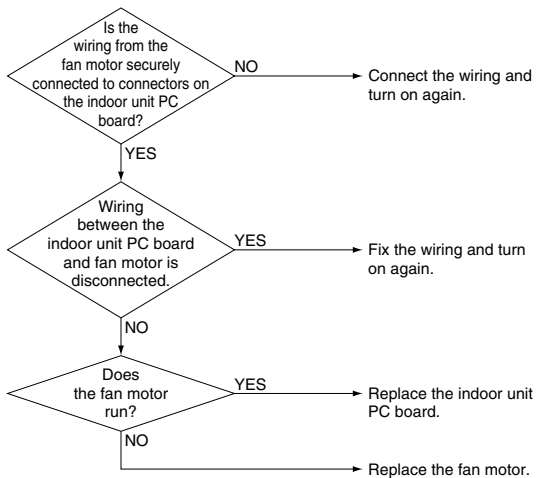 Is the
wiring from the
fan motor securely
connected to connectors on
the indoor unit PC
board?
NO
Connect the wiring and
turn on again.
YES
Wiring
between the
indoor unit PC board
and fan motor is
disconnected.
YES
Fix the wiring and turn
on again.
NO
Does
the fan motor
run?
YES
Replace the indoor unit
PC board.
NO
Replace the fan motor.